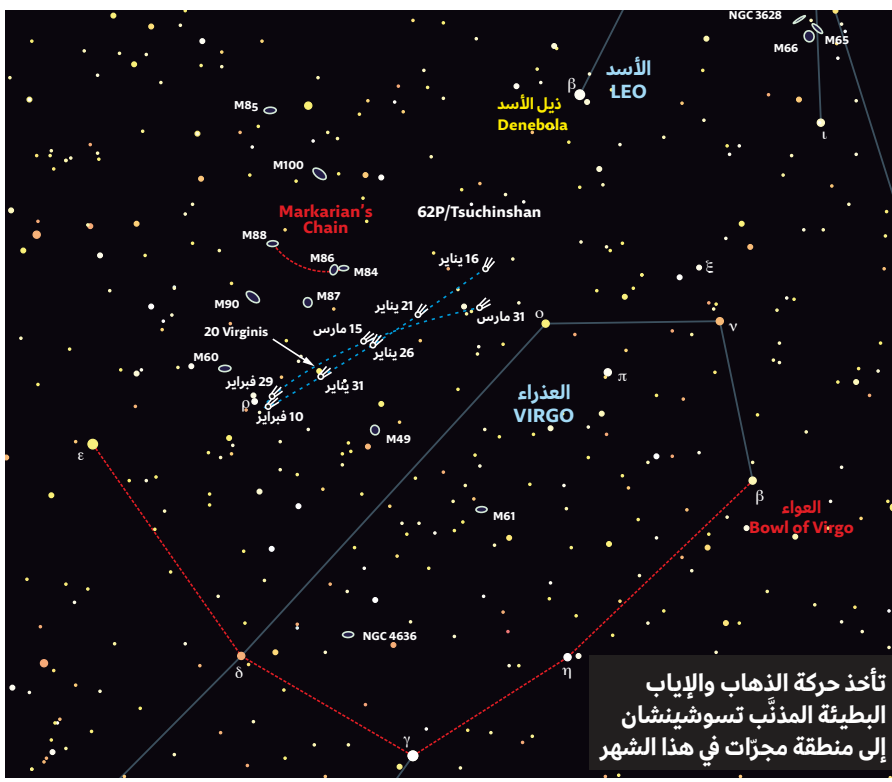 NGC 3628
M65
M66
الأسد
LEO
β
ذيل الأسد
Denebola
ι
M85
M100
Markarian's
Chain
62P/Tsuchinshan
M88
M86
M84
16 يناير
ξ
M90
M87
21 يناير
31 مارس
ο
ν
15 مارس
20 Virginis
26 يناير
M60
31 يناير
π
29 فبراير
ρ
10 فبراير
العذراء
VIRGO
M49
ε
β
العواء
Bowl of Virgo
M61
NGC 4636
δ
η
γ
تأخذ حركة الذهاب والإياب
البطيئة المذنَّب تسوشينشان
إلى منطقة مجرّات في هذا الشهر